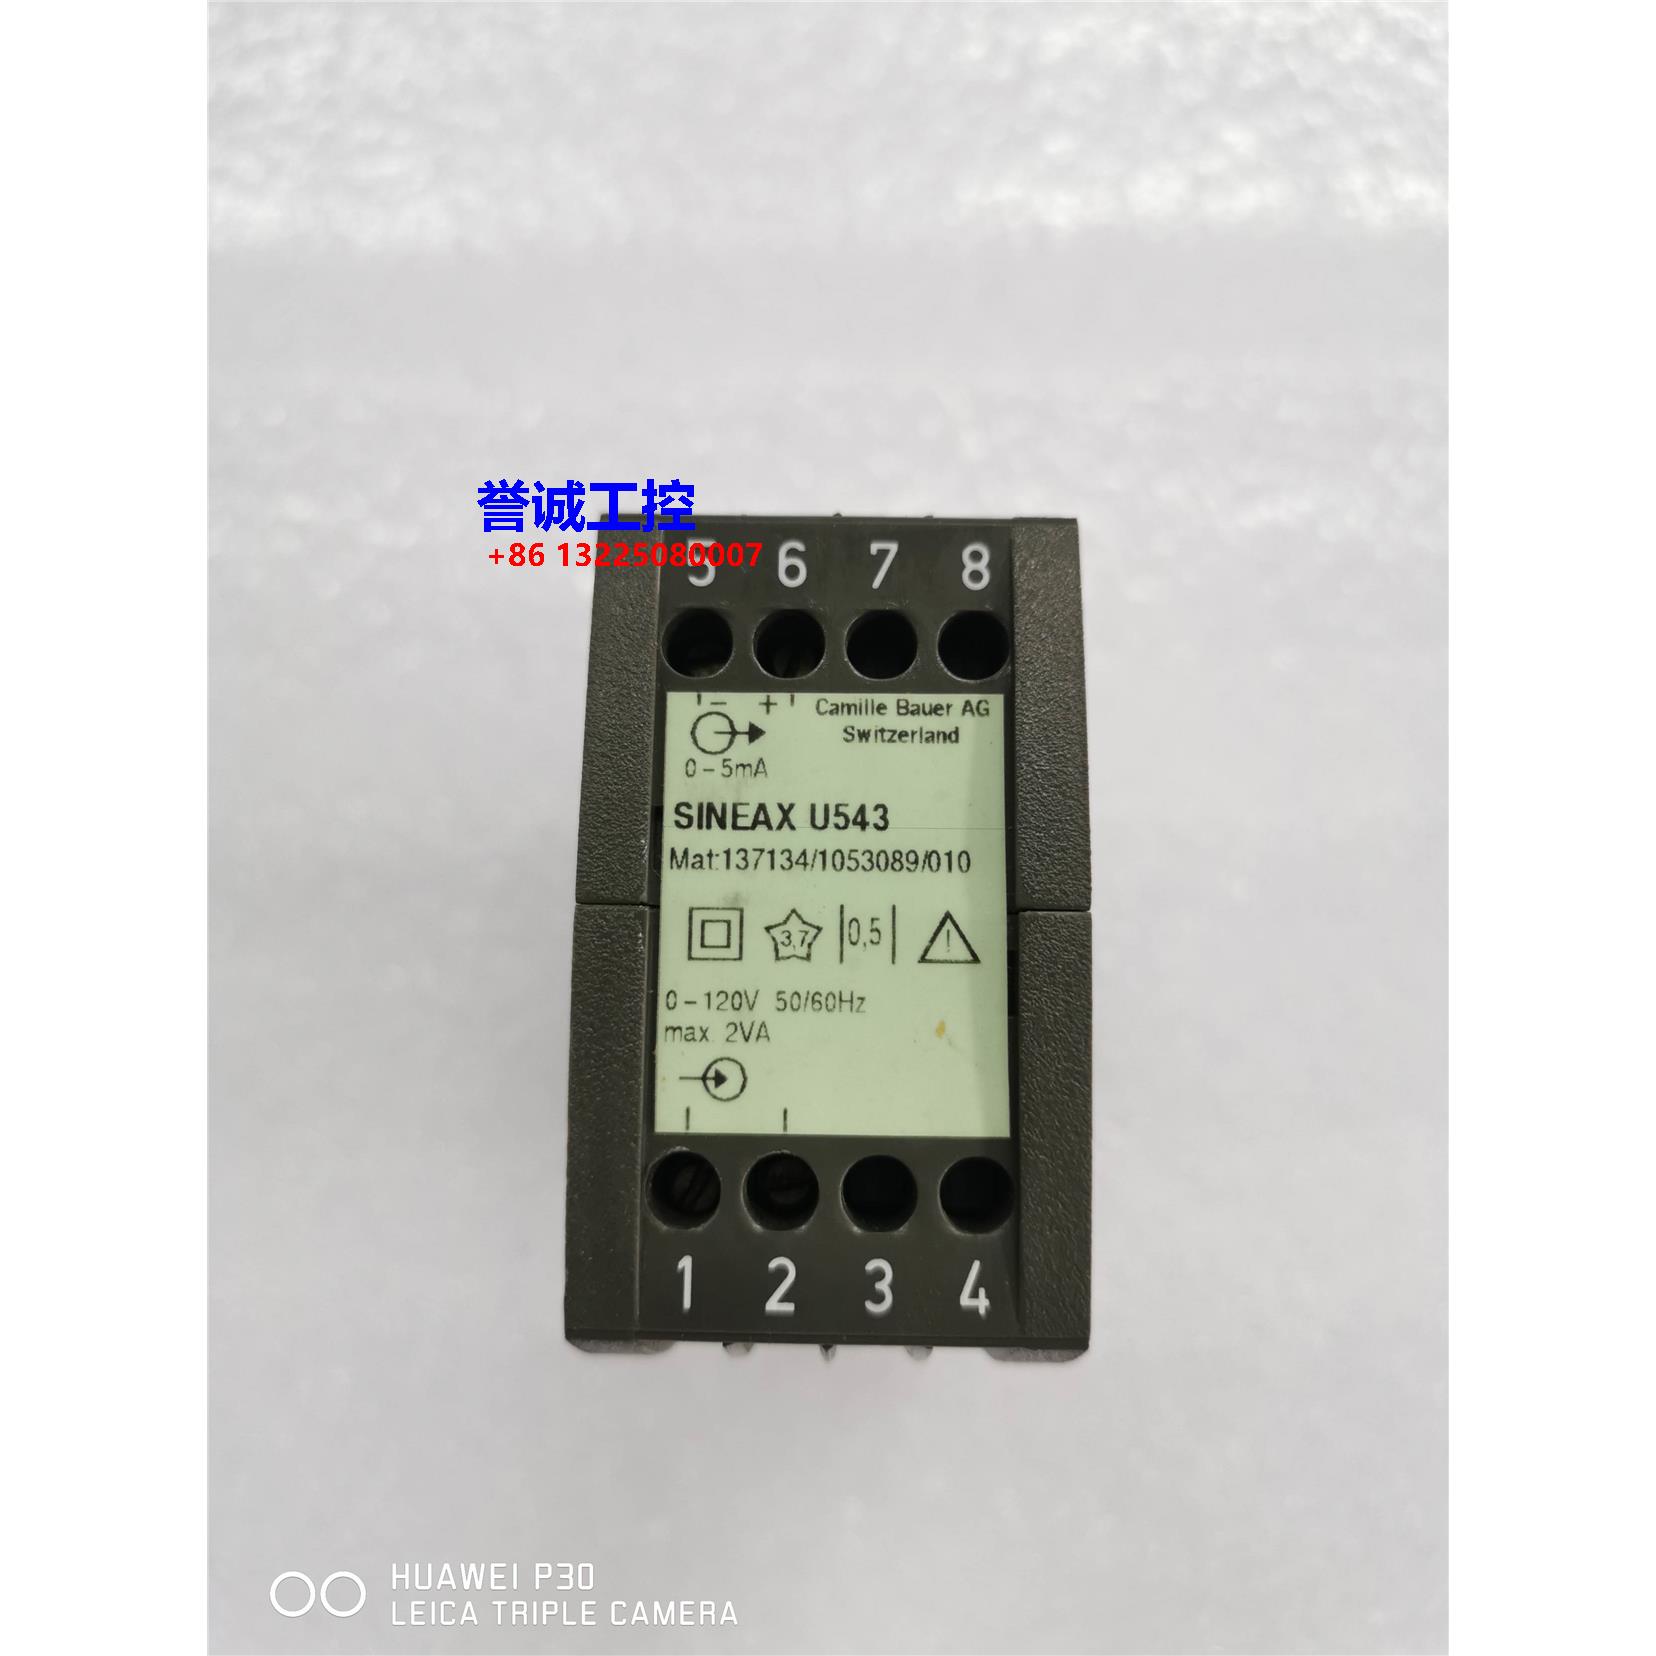 誉诚工控
+86 13225080007
5 6 7 8
- +
Camille Bauer AG
Switzerland
0-5mA
SINEAX U543
Mat:137134/1053089/010
3,7 0,5 !
0-120V 50/60Hz
max. 2VA
1 2 3 4
HUAWEI P30
LEICA TRIPLE CAMERA